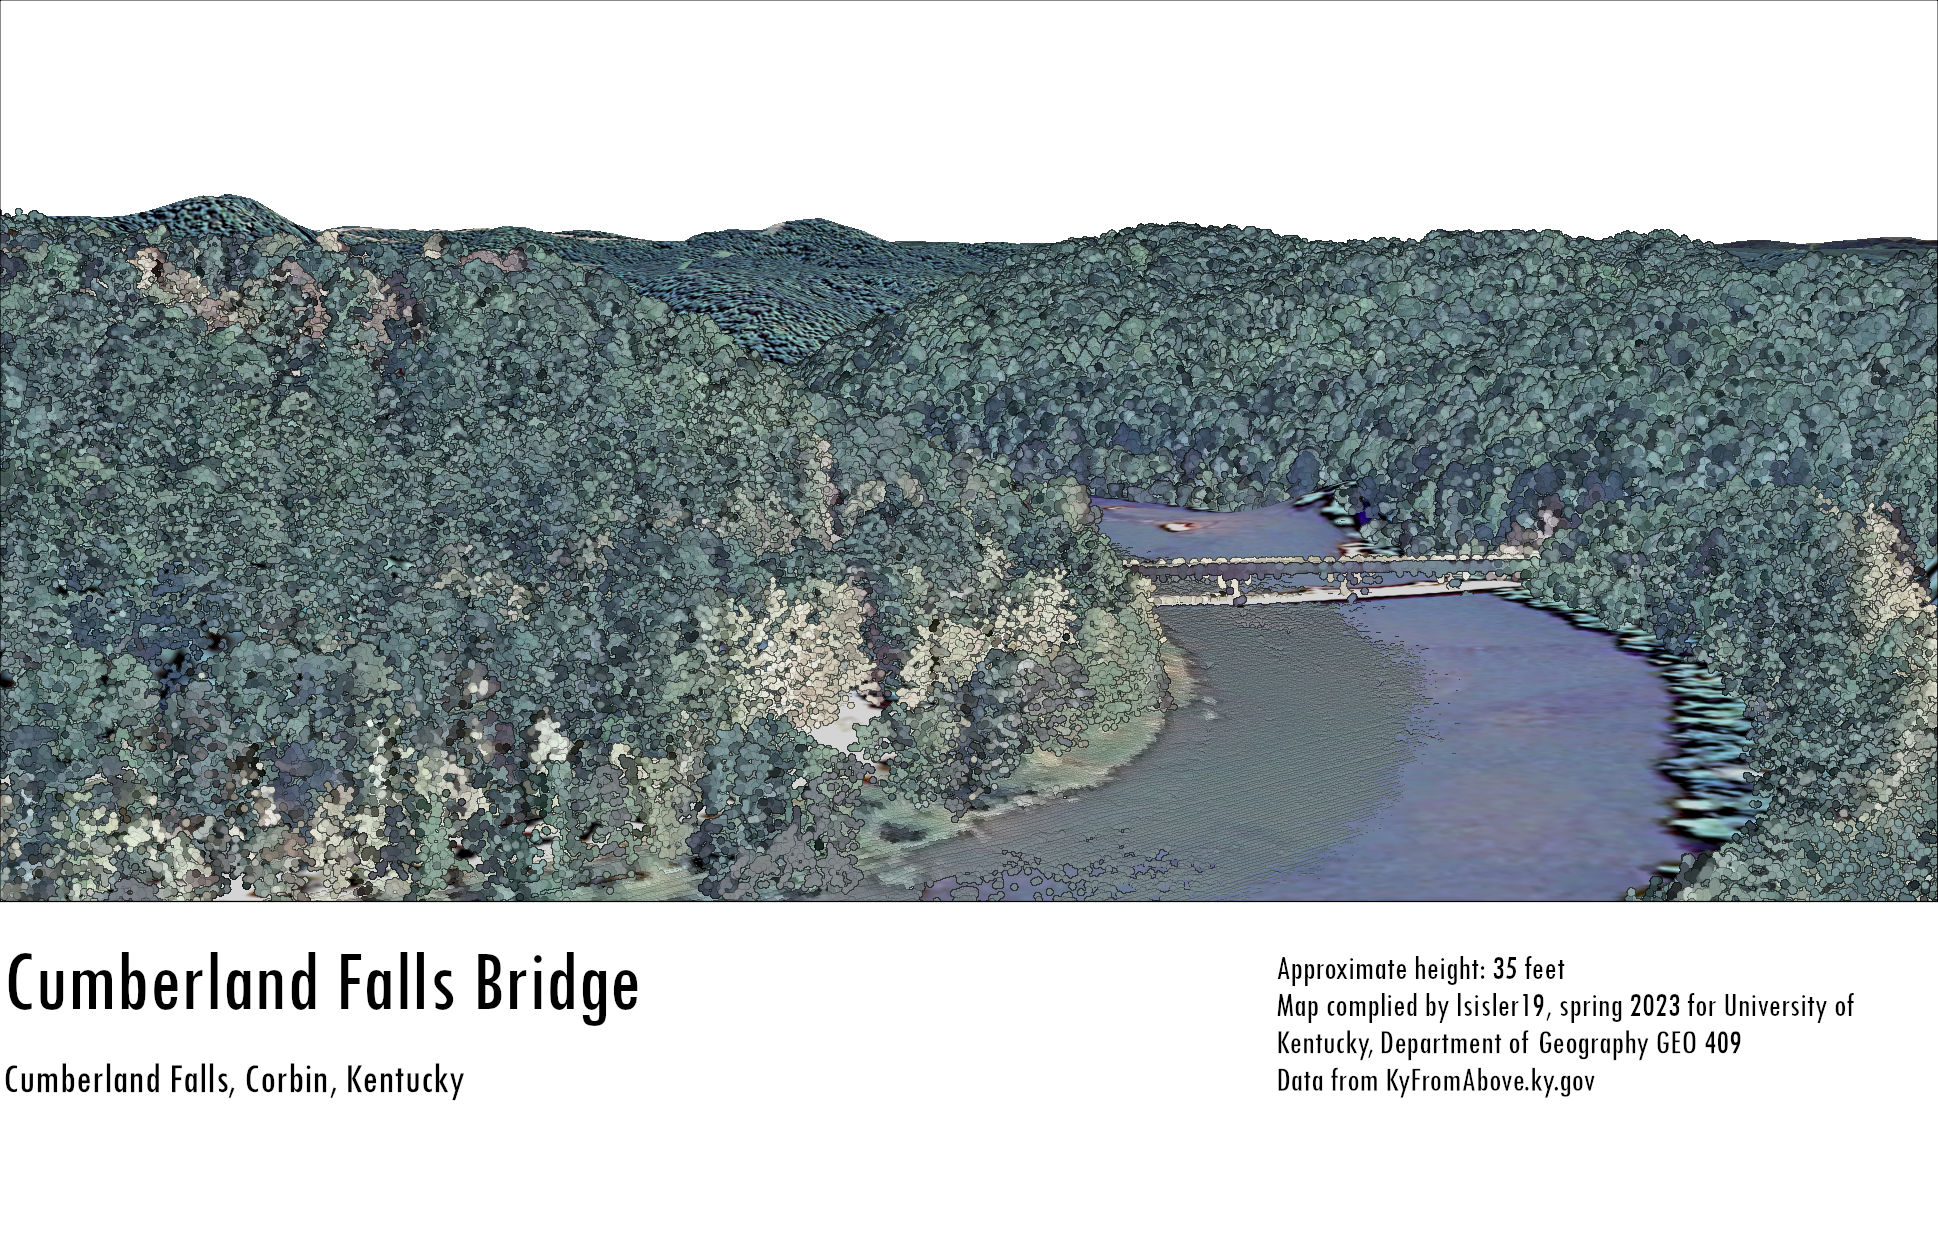 Cumberland Falls Bridge
Cumberland Falls, Corbin, Kentucky
Approximate height: 35 feet
Map complied by lsisler19, spring 2023 for University of
Kentucky, Department of Geography GEO 409
Data from KyFromAbove.ky.gov